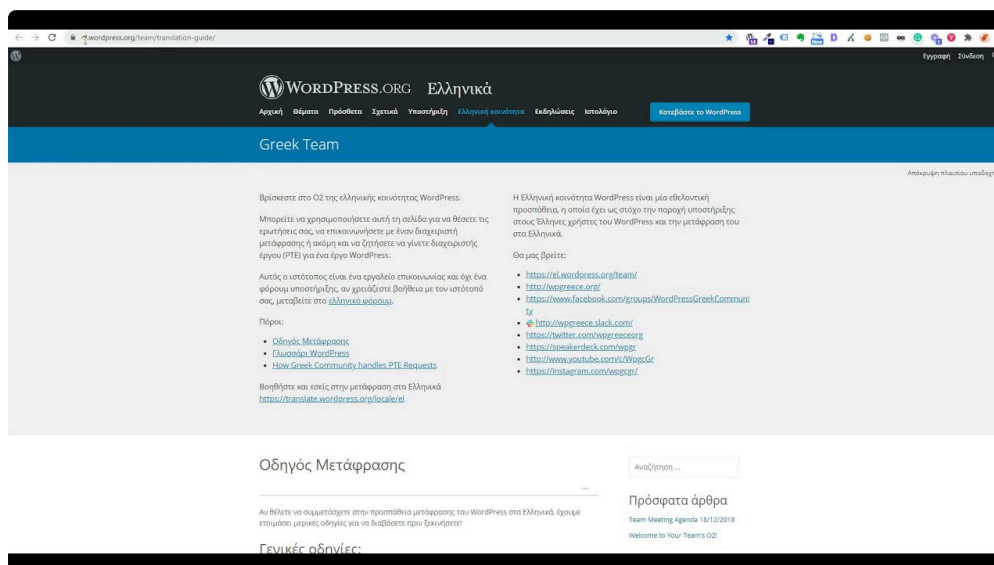 .wordpress.org/team/translation-guide/
Εγγραφή Σύνδεση
WORDPRESS.ORG Ελληνικά
Αρχική Θέματα Πρόσθετα Σχετικά Υποστήριξη Ελληνική κοινότητα Εκδηλώσεις Ιστολόγιο Κατεβάστε το WordPress
Greek Team
Απόκρυψη πλαισίου υποδοχή
Βρίσκεστε στο O2 της ελληνικής κοινότητας WordPress.
Μπορείτε να χρησιμοποιήσετε αυτή τη σελίδα για να θέσετε τις
ερωτήσεις σας, να επικοινωνήσετε με έναν διαχειριστή
μετάφρασης ή ακόμη και να ζητήσετε να γίνετε διαχειριστής
έργου (PTE) για ένα έργο WordPress.
Αυτός ο ιστότοπος είναι ένα εργαλείο επικοινωνίας και όχι ένα
φόρουμ υποστήριξης, αν χρειάζεστε βοήθεια με τον ιστότοπό
σας, μεταβείτε στο ελληνικό φόρουμ.
Πόροι:
Οδηγός Μετάφρασης
Γλωσσάρι WordPress
How Greek Community handles PTE Requests
Βοηθήστε και εσείς στην μετάφραση στα Ελληνικά
https://translate.wordpress.org/locale/el
Η Ελληνική κοινότητα WordPress είναι μία εθελοντική
προσπάθεια, η οποία έχει ως στόχο την παροχή υποστήριξης
στους Έλληνες χρήστες του WordPress και την μετάφραση του
στα Ελληνικά.
Θα μας βρείτε:
https://el.wordpress.org/team/
http://wpgreece.org/
https://www.facebook.com/groups/WordPressGreekCommuni
ty
http://wpgreece.slack.com/
https://twitter.com/wpgreeceorg
https://speakerdeck.com/wpgr
http://www.youtube.com/c/WpgcGr
https://instagram.com/wpgcgr/
Οδηγός Μετάφρασης
Αν θέλετε να συμμετάσχετε στην προσπάθεια μετάφρασης του WordPress στα Ελληνικά, έχουμε
ετοιμάσει μερικές οδηγίες για να διαβάσετε πριν ξεκινήσετε!
Γενικές οδηγίες:
Αναζήτηση ...
Πρόσφατα άρθρα
Team Meeting Agenda 18/12/2018
Welcome to Your Team's O2!